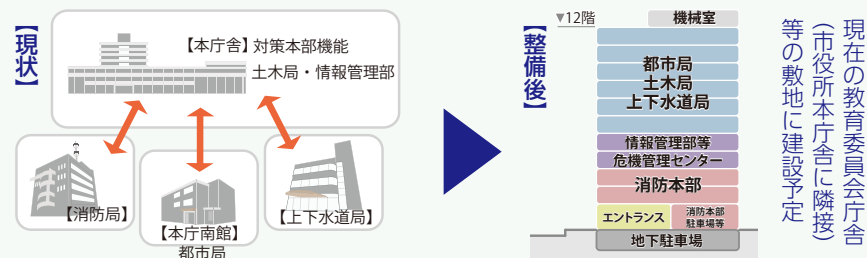 【現状】
【本庁舎】対策本部機能
土木局・情報管理部
【消防局】
【本庁南館】
都市局
【上下水道局】
【整備後】
▼12階
機械室
都市局
土木局
上下水道局
情報管理部等
危機管理センター
消防本部
エントランス
消防本部
駐車場等
地下駐車場
現在の教育委員会庁舎
（市役所本庁舎に隣接）
等の敷地に建設予定